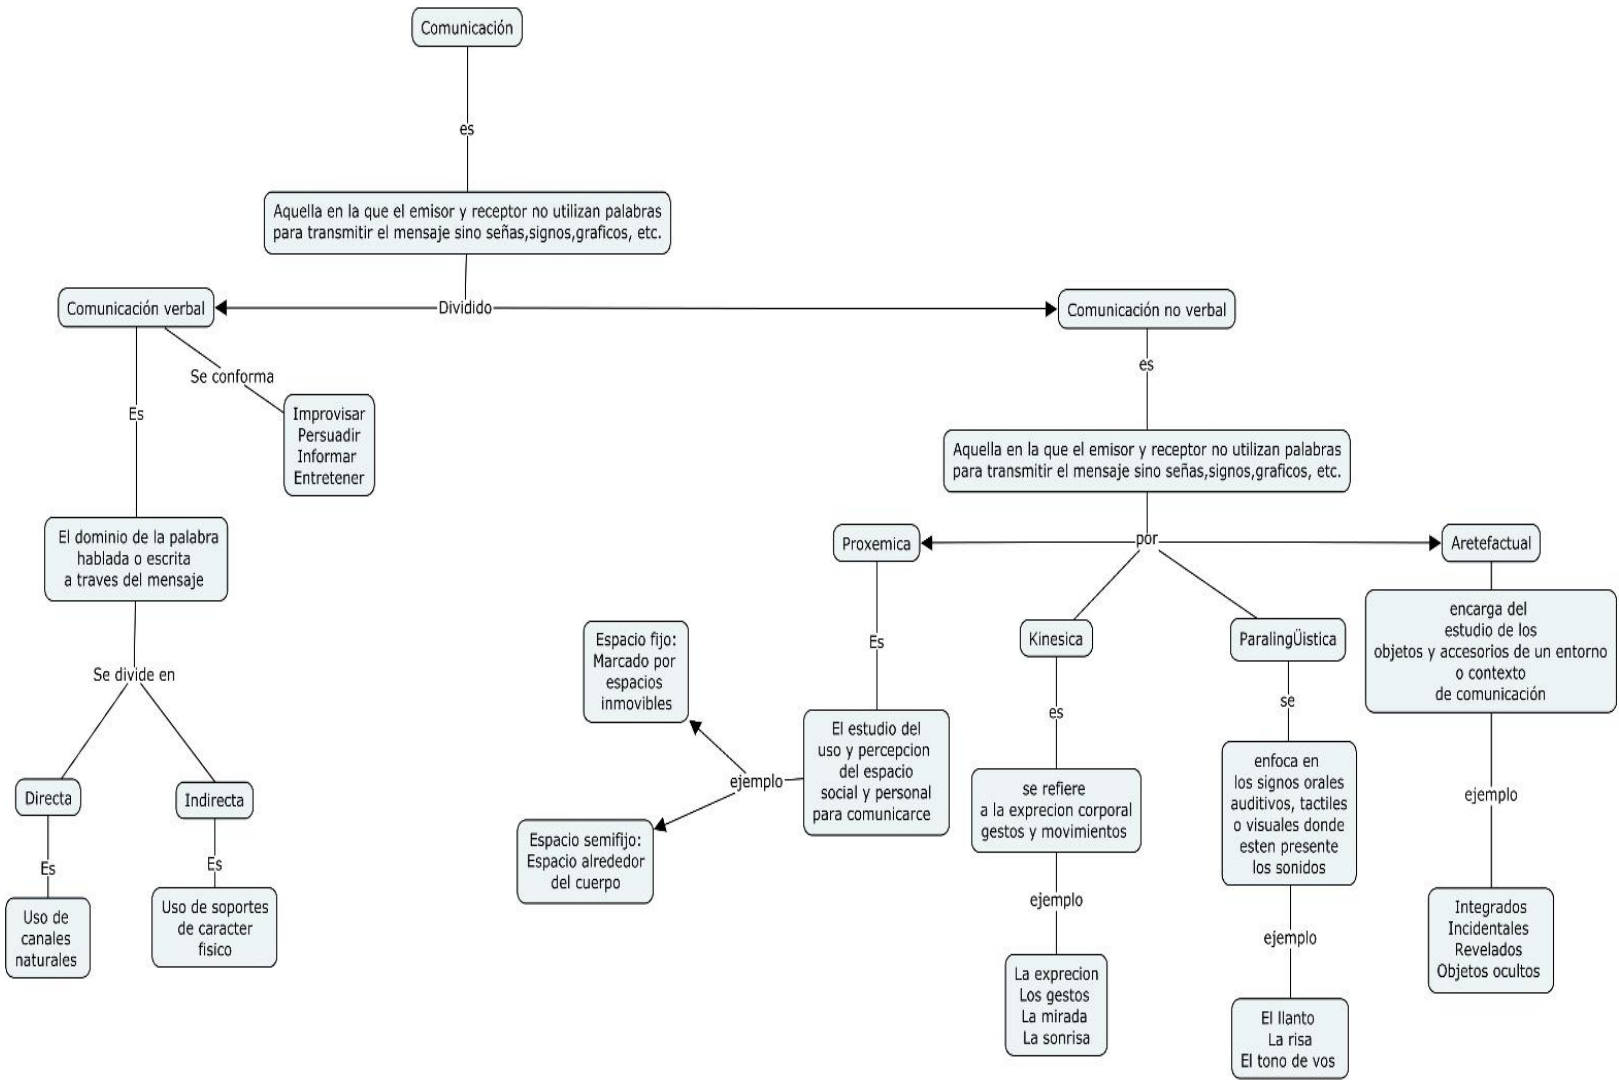 Comunicación
es
Aquella en la que el emisor y receptor no utilizan palabras
para transmitir el mensaje sino señas,signos,graficos, etc.
Dividido
Comunicación verbal
Se conforma
Improvisar
Persuadir
Informar
Entretener
Es
El dominio de la palabra
hablada o escrita
a traves del mensaje
Se divide en
Directa
Es
Uso de
canales
naturales
Indirecta
Es
Uso de soportes
de caracter
fisico
Comunicación no verbal
es
Aquella en la que el emisor y receptor no utilizan palabras
para transmitir el mensaje sino señas,signos,graficos, etc.
por
Proxemica
Es
El estudio del
uso y percepcion
del espacio
social y personal
para comunicarce
ejemplo
Espacio fijo:
Marcado por
espacios
inmovibles
Espacio semifijo:
Espacio alrededor
del cuerpo
Kinesica
es
se refiere
a la exprecion corporal
gestos y movimientos
ejemplo
La exprecion
Los gestos
La mirada
La sonrisa
ParalingÜistica
se
enfoca en
los signos orales
auditivos, tactiles
o visuales donde
esten presente
los sonidos
ejemplo
El llanto
La risa
El tono de vos
Aretefactual
encarga del
estudio de los
objetos y accesorios de un entorno
o contexto
de comunicación
ejemplo
Integrados
Incidentales
Revelados
Objetos ocultos